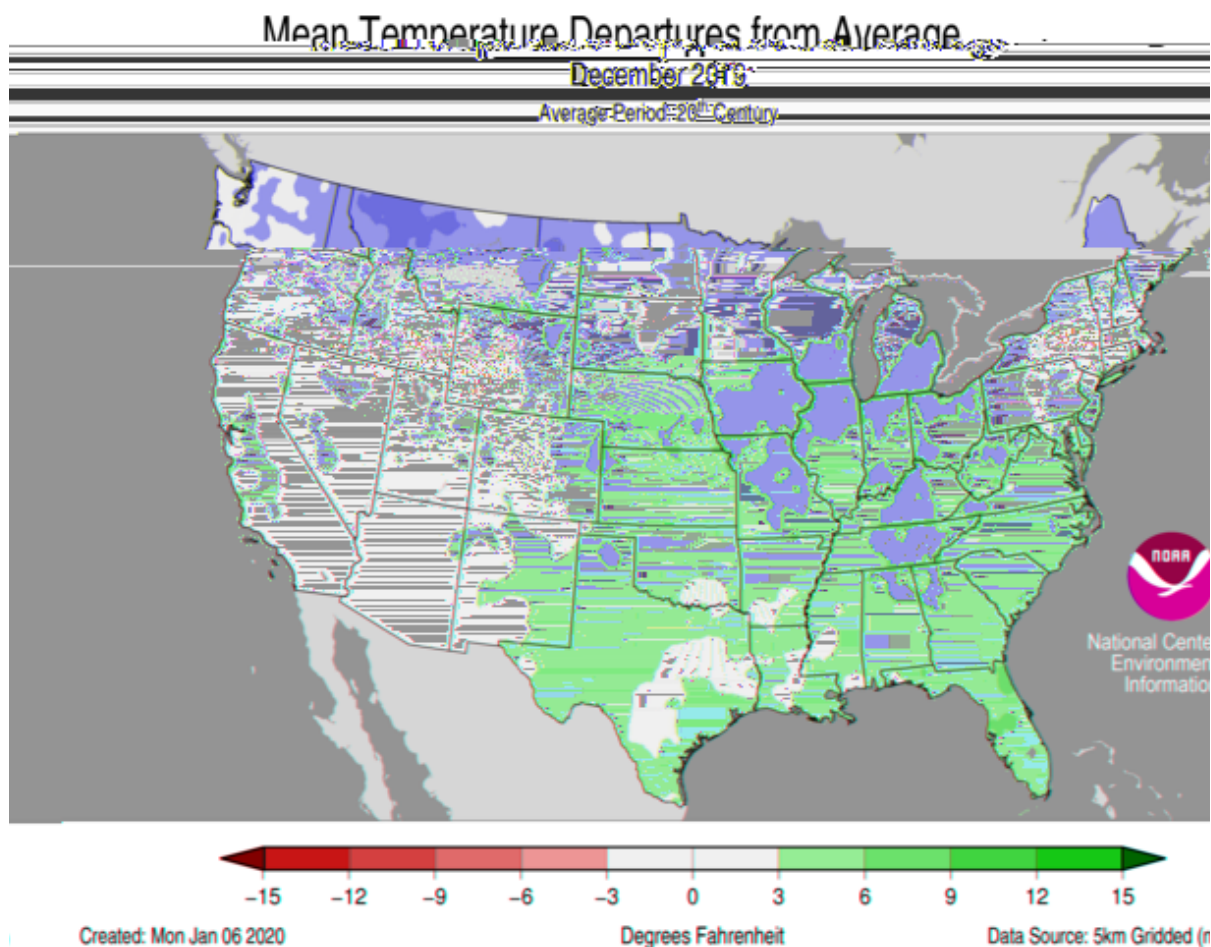 Mean Temperature Departures from Average
December 2019
Average Period: 20th Century
NOAA
National Cente
Environmen
Informatio
−15 −12 −9 −6 −3 0 3 6 9 12 15
Created: Mon Jan 06 2020
Degrees Fahrenheit
Data Source: 5km Gridded (n